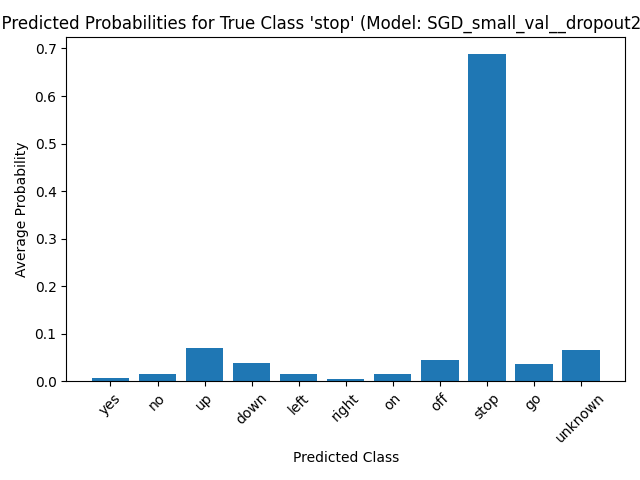 Predicted Probabilities for True Class 'stop' (Model: SGD_small_val__dropout2
0.7
0.6
0.5
0.4
0.3
0.2
0.1
0.0
Average Probability
yes no up down left right on off stop go unknown
Predicted Class